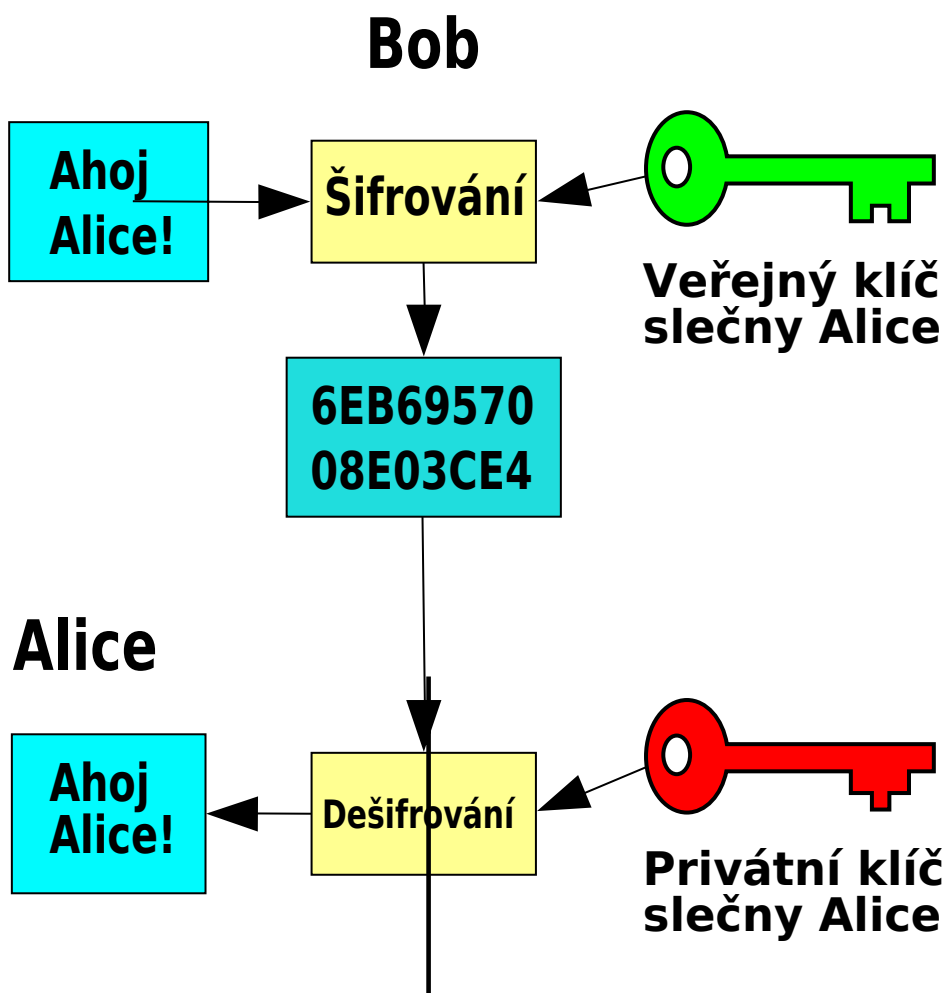 Bob
Ahoj
Alice!
Šifrování
Veřejný klíč
slečny Alice
6EB69570
08E03CE4
Alice
Ahoj
Alice!
Dešifrování
Privátní klíč
slečny Alice